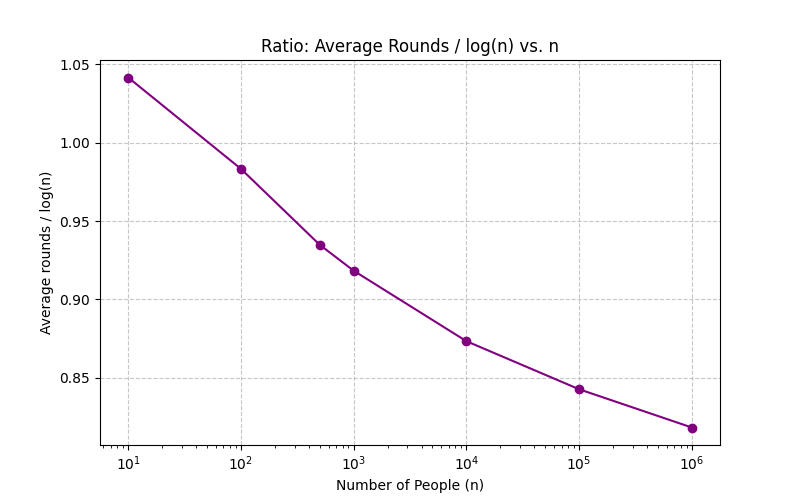 Ratio: Average Rounds / log(n) vs. n
Average rounds / log(n)
1.05
1.00
0.95
0.90
0.85
10¹ 10² 10³ 10⁴ 10⁵ 10⁶
Number of People (n)